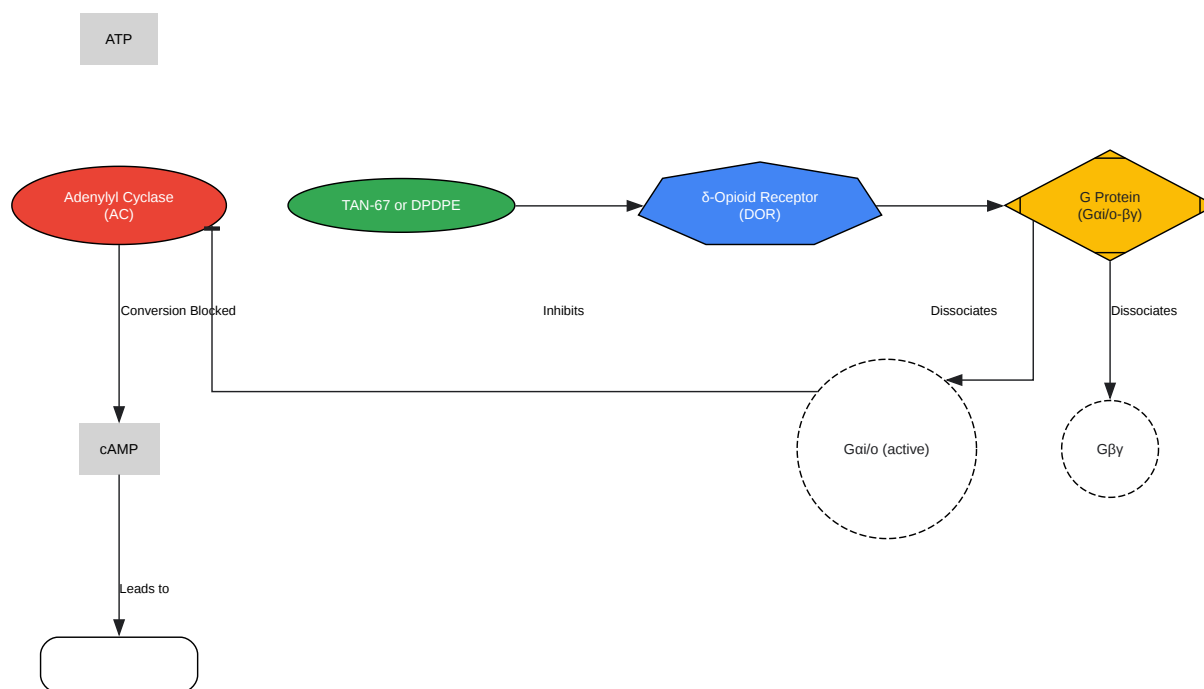 ATP
Adenylyl Cyclase
(AC)
TAN-67 or DPDPE
δ-Opioid Receptor
(DOR)
G Protein
(Gαi/o-βγ)
Conversion Blocked
Inhibits
Dissociates
Dissociates
cAMP
Gαi/o (active)
Gβγ
Leads to